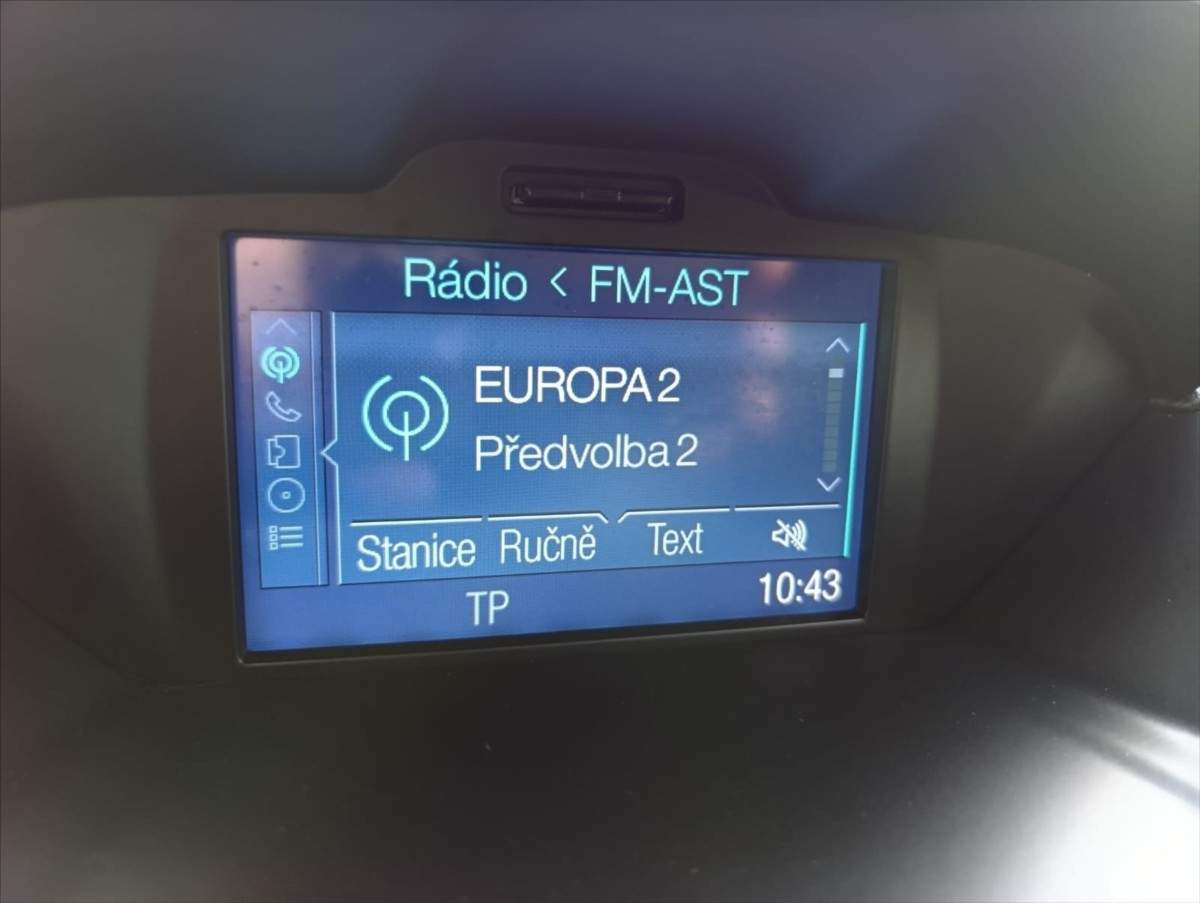 Rádio < FM-AST
EUROPA 2
Předvolba 2
Stanice Ručně Text
TP 10:43